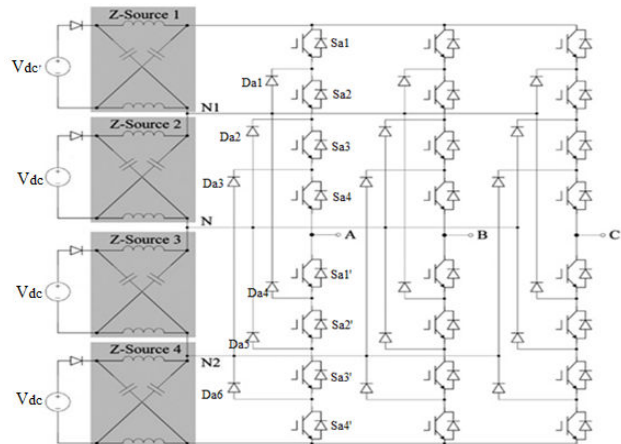 Z-Source 1
Vdc'
Sa1
Da1
Sa2
N1
Z-Source 2
Da2
Vdc
Sa3
Da3
Sa4
N
A
B
C
Z-Source 3
Vdc
Sa1'
Da4
Sa2'
Da5
Z-Source 4
N2
Vdc
Sa3'
Da6
Sa4'